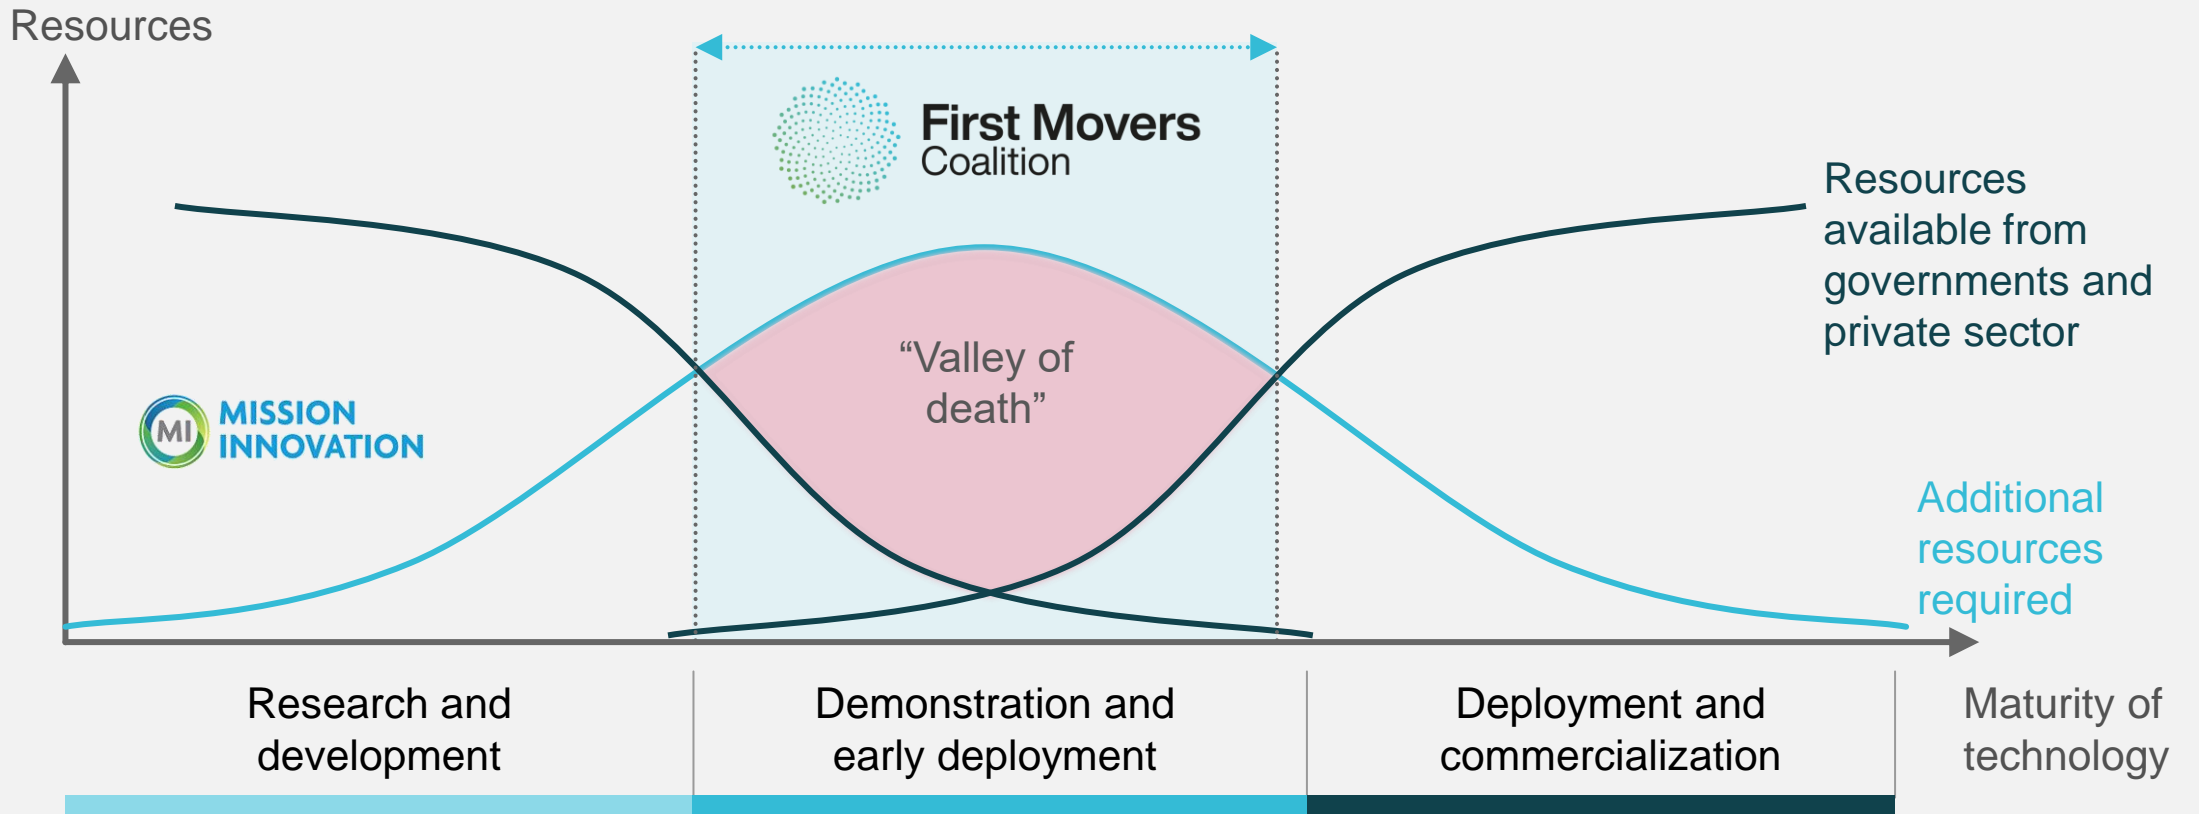 Resources
First Movers
Coalition
Resources
available from
governments and
private sector
“Valley of
death”
MI
MISSION
INNOVATION
Additional
resources
required
Research and
development
Demonstration and
early deployment
Deployment and
commercialization
Maturity of
technology